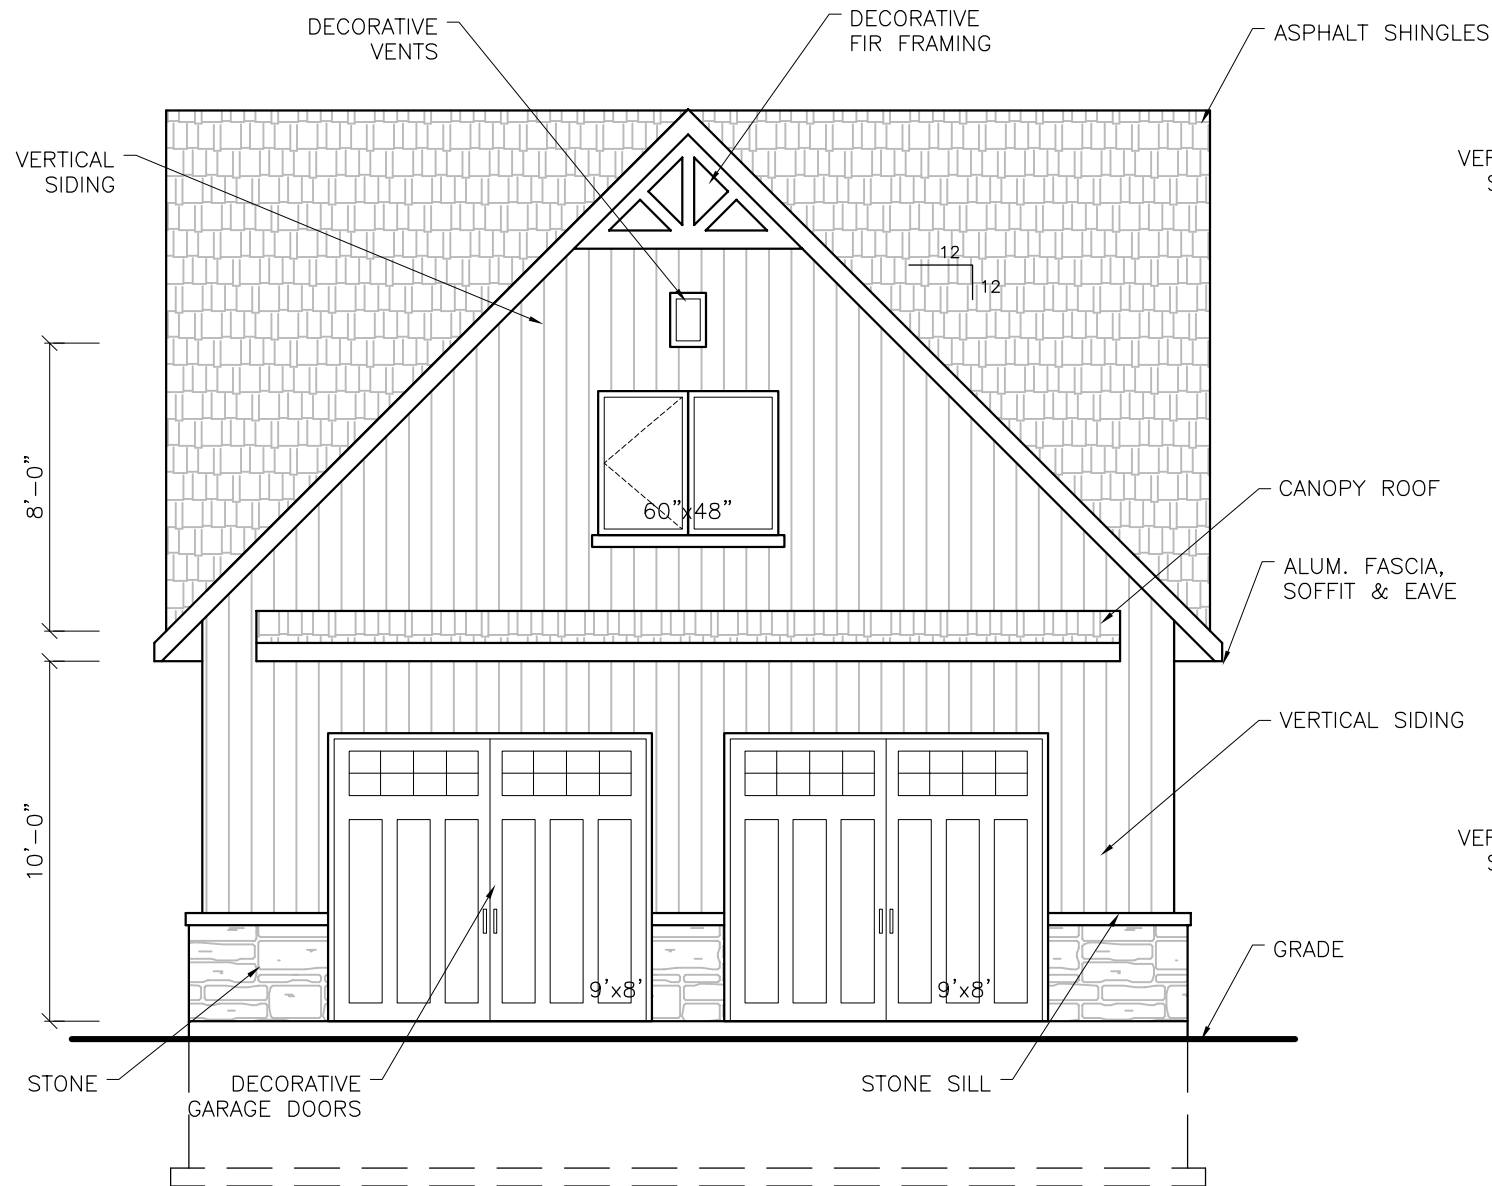 DECORATIVE
VENTS
DECORATIVE
FIR FRAMING
ASPHALT SHINGLES
VERTICAL
SIDING
12
12
8'-0"
60"x48"
CANOPY ROOF
ALUM. FASCIA,
SOFFIT & EAVE
VERTICAL SIDING
10'-0"
9'x8'
9'x8'
GRADE
STONE
DECORATIVE
GARAGE DOORS
STONE SILL